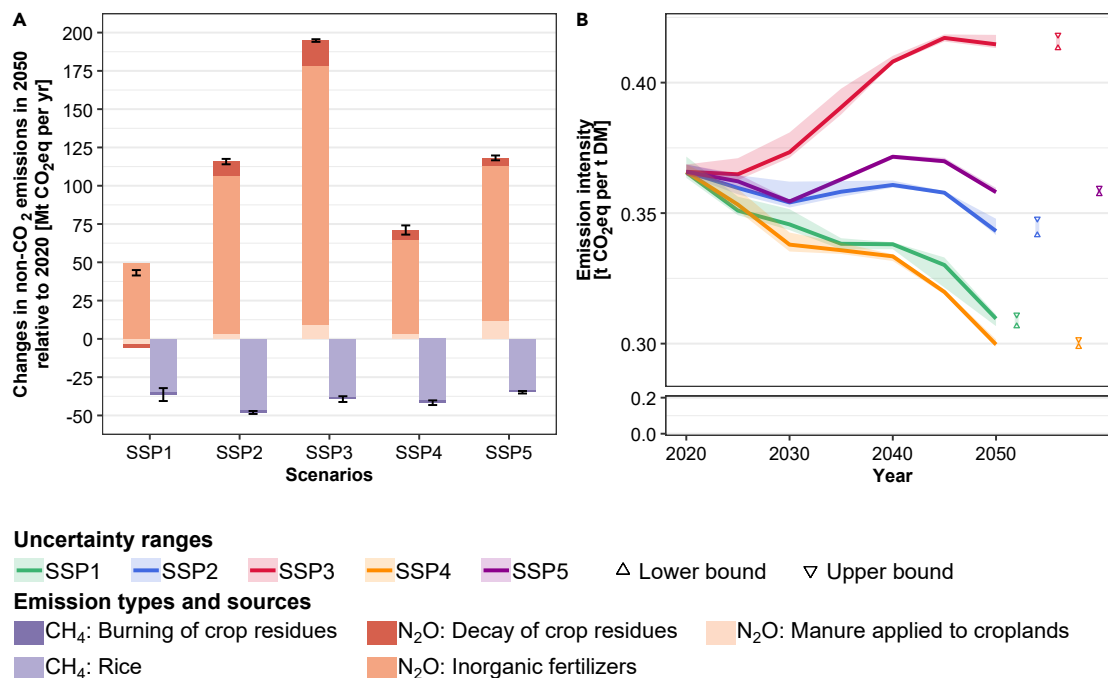 A
Changes in non-CO₂ emissions in 2050
relative to 2020 [Mt CO₂eq per yr]
200
175
150
125
100
75
50
25
0
-25
-50
SSP1 SSP2 SSP3 SSP4 SSP5
Scenarios
B
Emission intensity
[t CO₂eq per t DM]
0.40
0.35
0.30
0.2
0.0
2020 2030 2040 2050
Year
Uncertainty ranges
SSP1 SSP2 SSP3 SSP4 SSP5 Lower bound Upper bound
Emission types and sources
CH₄: Burning of crop residues N₂O: Decay of crop residues N₂O: Manure applied to croplands
CH₄: Rice N₂O: Inorganic fertilizers